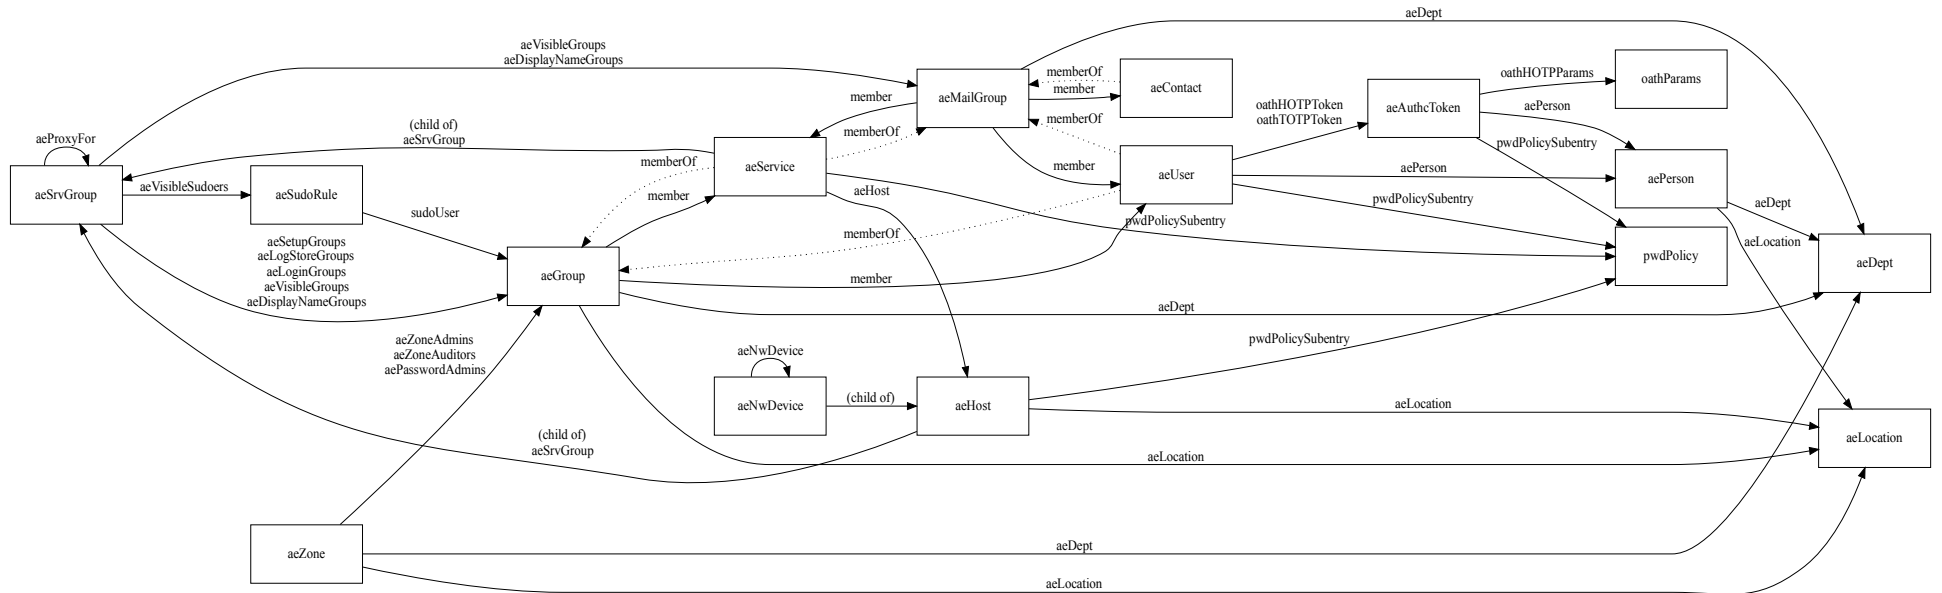 aeDept
aeVisibleGroups
aeDisplayNameGroups
memberOf
member
aeMailGroup
aeContact
oathHOTPParams
oathParams
member
oathHOTPToken
oathTOTPToken
aeAuthcToken
aePerson
memberOf
memberOf
(child of)
aeSrvGroup
aeProxyFor
pwdPolicySubentry
memberOf
aeService
member
aeUser
aePerson
aePerson
aeSrvGroup
aeVisibleSudoers
aeSudoRule
member
aeHost
pwdPolicySubentry
aeDept
sudoUser
pwdPolicySubentry
memberOf
aeLocation
aeSetupGroups
aeLogStoreGroups
aeLoginGroups
aeVisibleGroups
aeDisplayNameGroups
aeGroup
member
pwdPolicy
aeDept
aeDept
aeZoneAdmins
aeZoneAuditors
aePasswordAdmins
aeNwDevice
pwdPolicySubentry
aeNwDevice
(child of)
aeHost
aeLocation
aeLocation
(child of)
aeSrvGroup
aeLocation
aeZone
aeDept
aeLocation